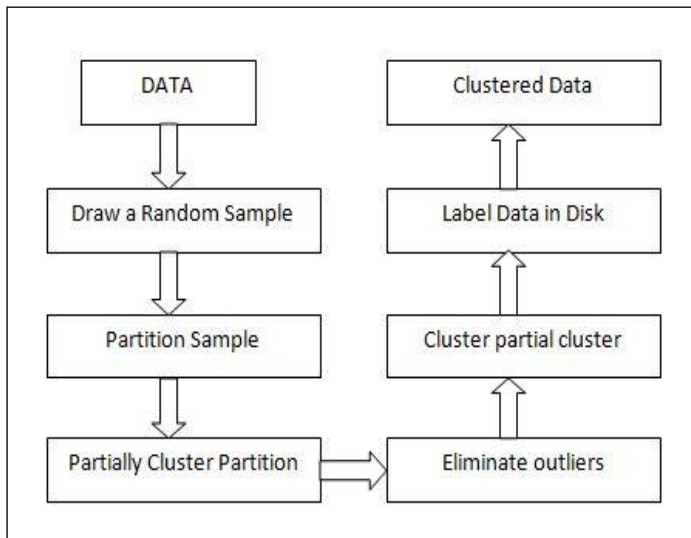 DATA
Draw a Random Sample
Partition Sample
Partially Cluster Partition
Eliminate outliers
Cluster partial cluster
Label Data in Disk
Clustered Data